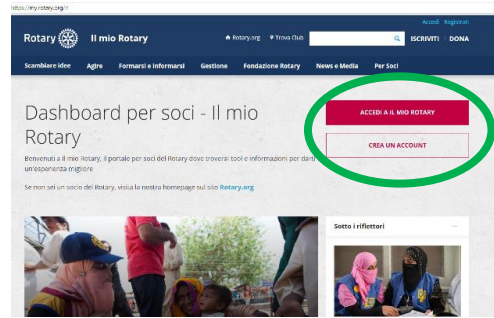 https://my.rotary.org/it
Accedi Registrati
Rotary Il mio Rotary Rotary.org Trova Club ISCRIVITI DONA
Scambiare idee Agire Formarsi e Informarsi Gestione Fondazione Rotary News e Media Per Soci
Dashboard per soci - Il mio
Rotary
Benvenuti a Il mio Rotary, il portale per soci del Rotary dove troverai tool e informazioni per darti
un'esperienza migliore
Se non sei un socio del Rotary, visita la nostra homepage sul sito Rotary.org
ACCEDI A IL MIO ROTARY
CREA UN ACCOUNT
Sotto i riflettori